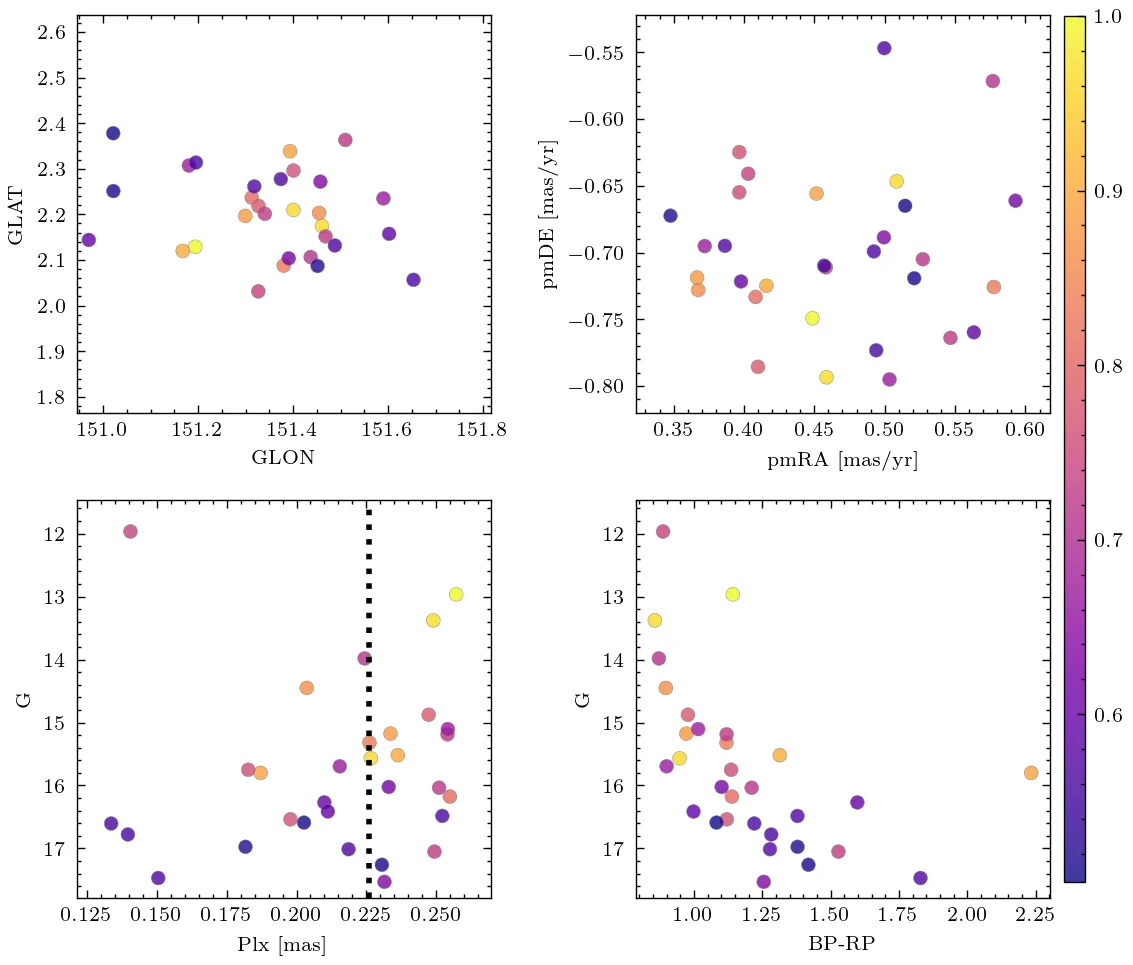 2.6
2.5
2.4
2.3
2.2
2.1
2.0
1.9
1.8
GLAT
151.0 151.2 151.4 151.6 151.8
GLON
−0.55
−0.60
−0.65
−0.70
−0.75
−0.80
pmDE [mas/yr]
0.35 0.40 0.45 0.50 0.55 0.60
pmRA [mas/yr]
1.0
0.9
0.8
0.7
0.6
12
13
14
15
16
17
G
0.125 0.150 0.175 0.200 0.225 0.250
Plx [mas]
12
13
14
15
16
17
G
1.00 1.25 1.50 1.75 2.00 2.25
BP-RP